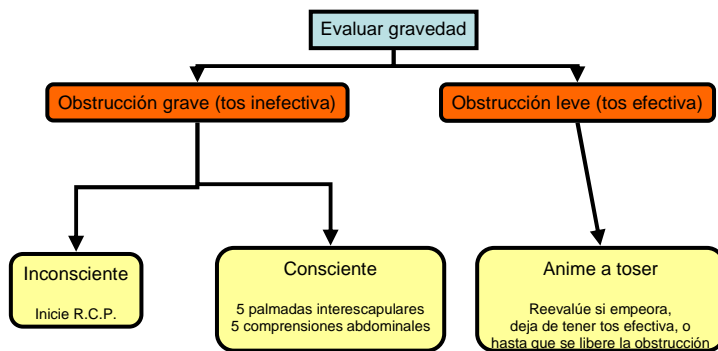 Evaluar gravedad
Obstrucción grave (tos inefectiva)
Obstrucción leve (tos efectiva)
Inconsciente
Inicie R.C.P.
Consciente
5 palmadas interescapulares
5 comprensiones abdominales
Anime a toser
Reevalúe si empeora,
deja de tener tos efectiva, o
hasta que se libere la obstrucción